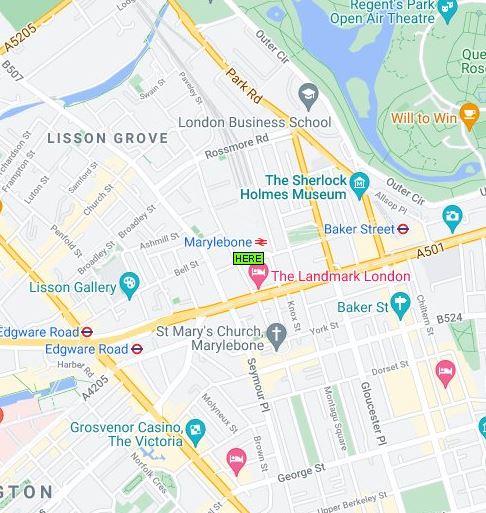 Regent's Park
Open Air Theatre
A5205
Lods
Outer Cir
Que
Rose
B507
Park Rd
Paveley St
Swain St
London Business School
Will to Win
LISSON GROVE
Rossmore Rd
Richardson St
Frampton St
Luton St
Samford St
Church St
The Sherlock
Holmes Museum
Outer Cir
Allsop Pl
Penfold St
Broadley St
Broadley St
Ashmill St
Marylebone
Baker Street
A501
HERE
Bell St
The Landmark London
Lisson Gallery
Knox St
Baker St
Chiltern St
B524
Edgware Road
St Mary's Church,
Marylebone
York St
Edgware Road
Harber Rd
A4205
Seymour Pl
Dorset St
Molyneux St
Montagu Square
Gloucester Pl
Grosvenor Casino,
The Victoria
Brown St
Norfolk Cres
George St
GTON
Upper Berkeley St